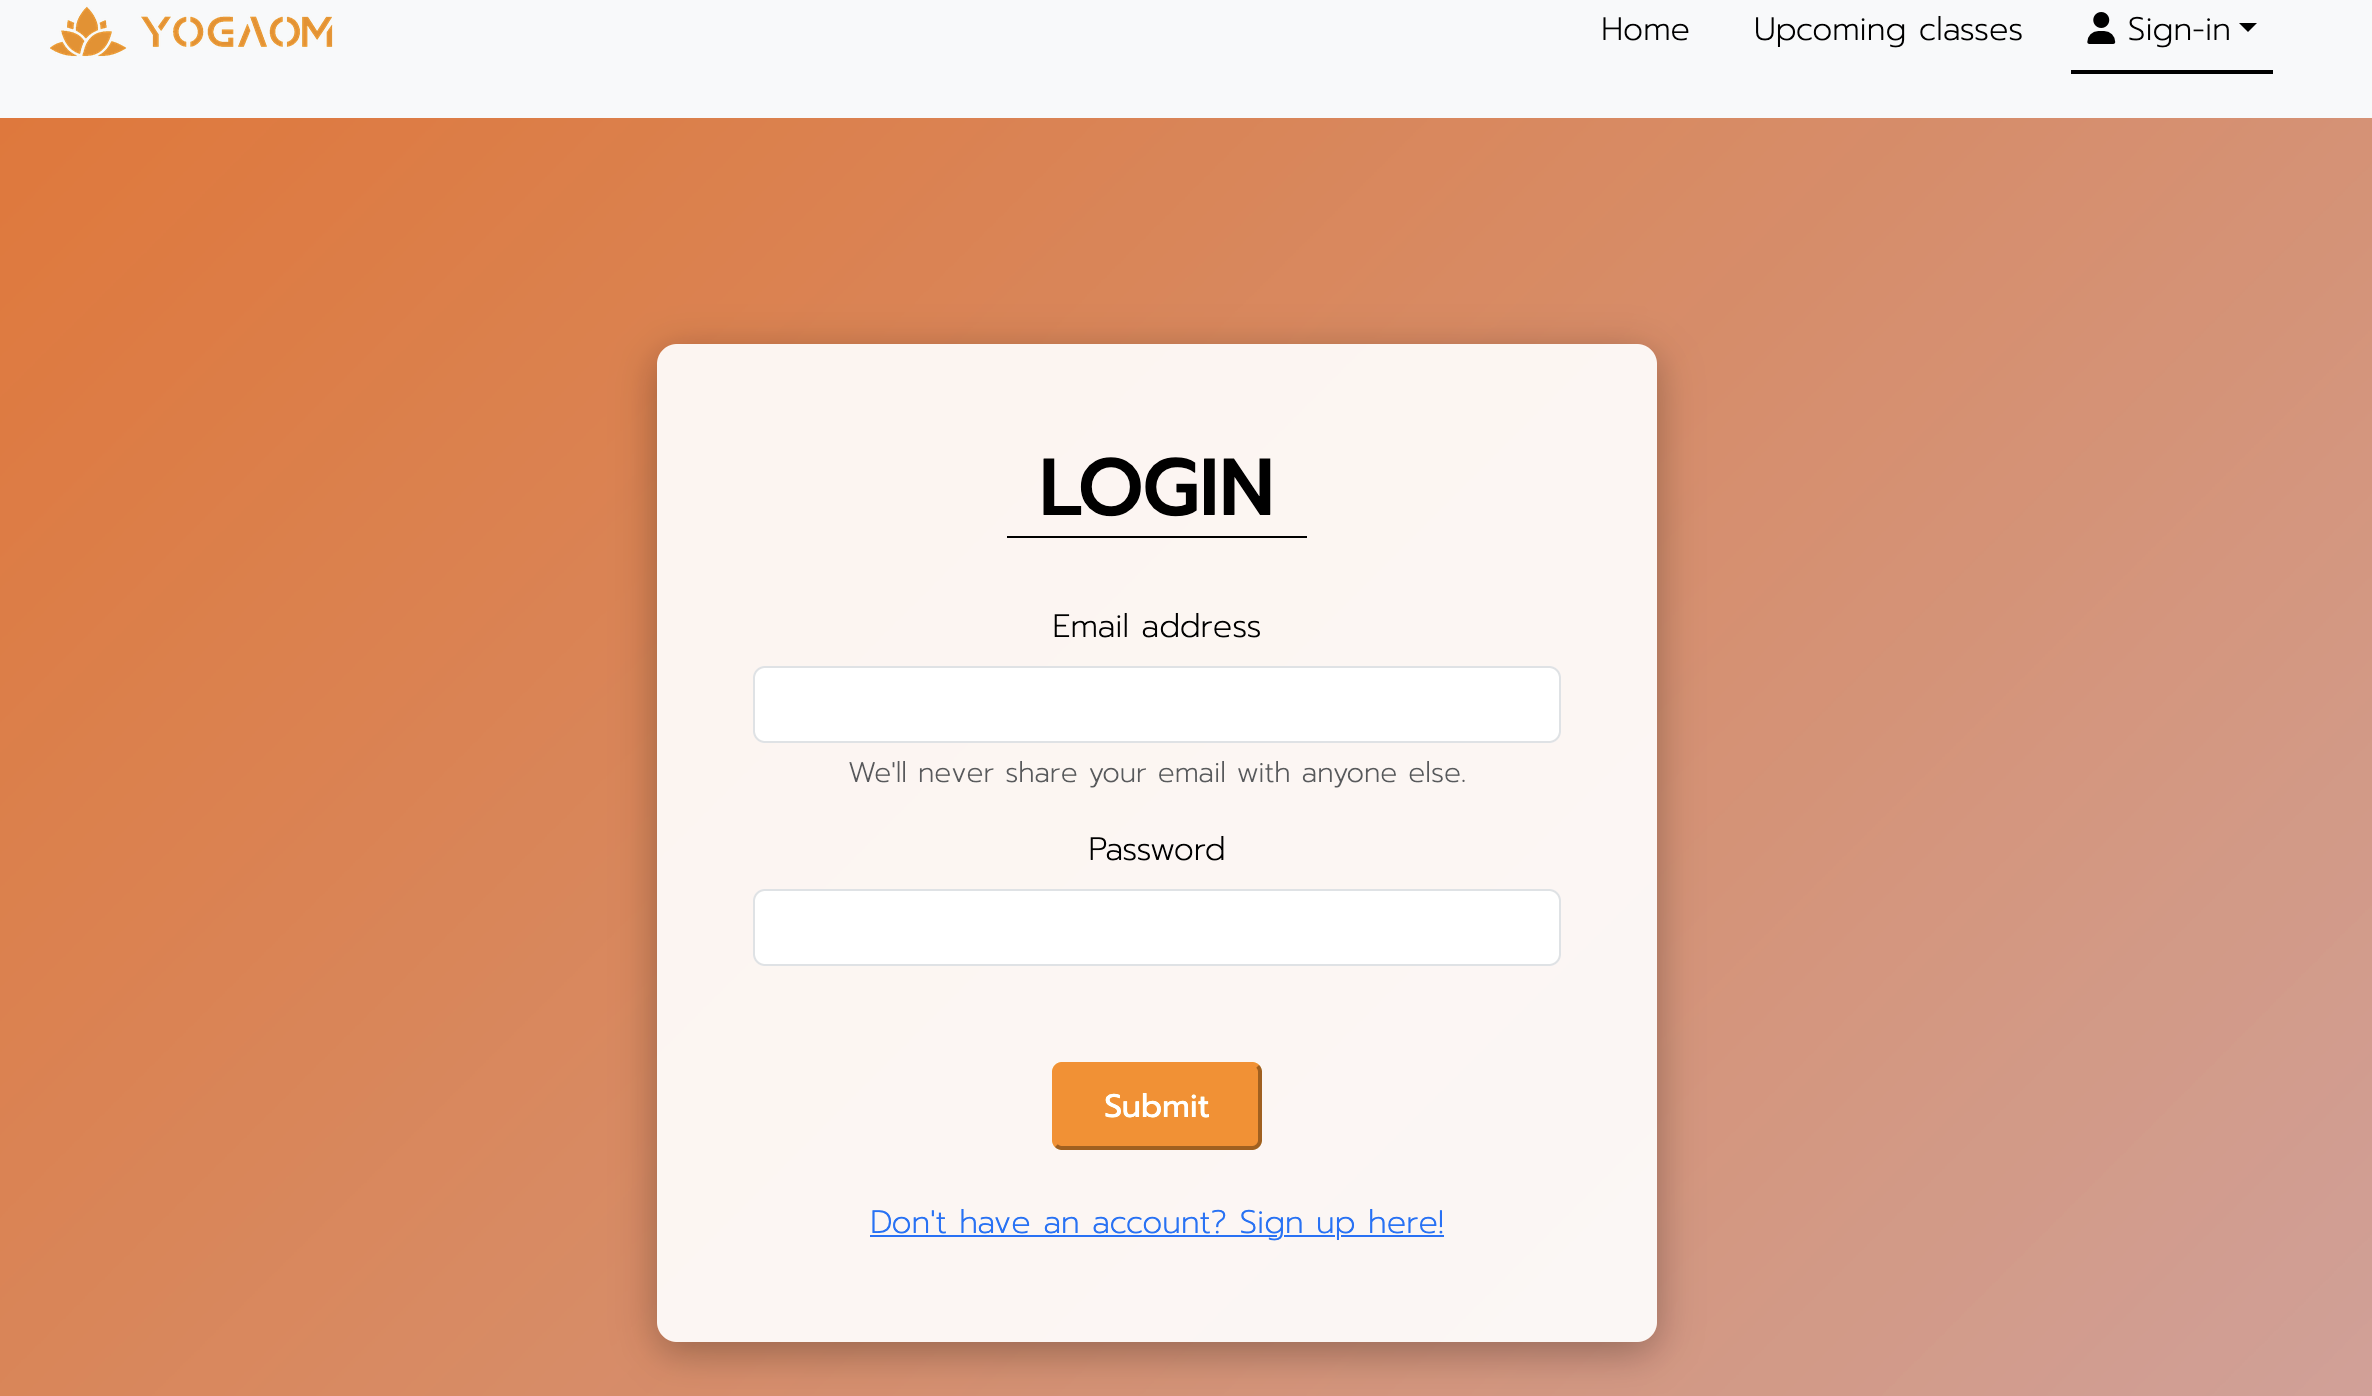 YOGAOM
Home Upcoming classes Sign-in
LOGIN
Email address
We'll never share your email with anyone else.
Password
Submit
Don't have an account? Sign up here!